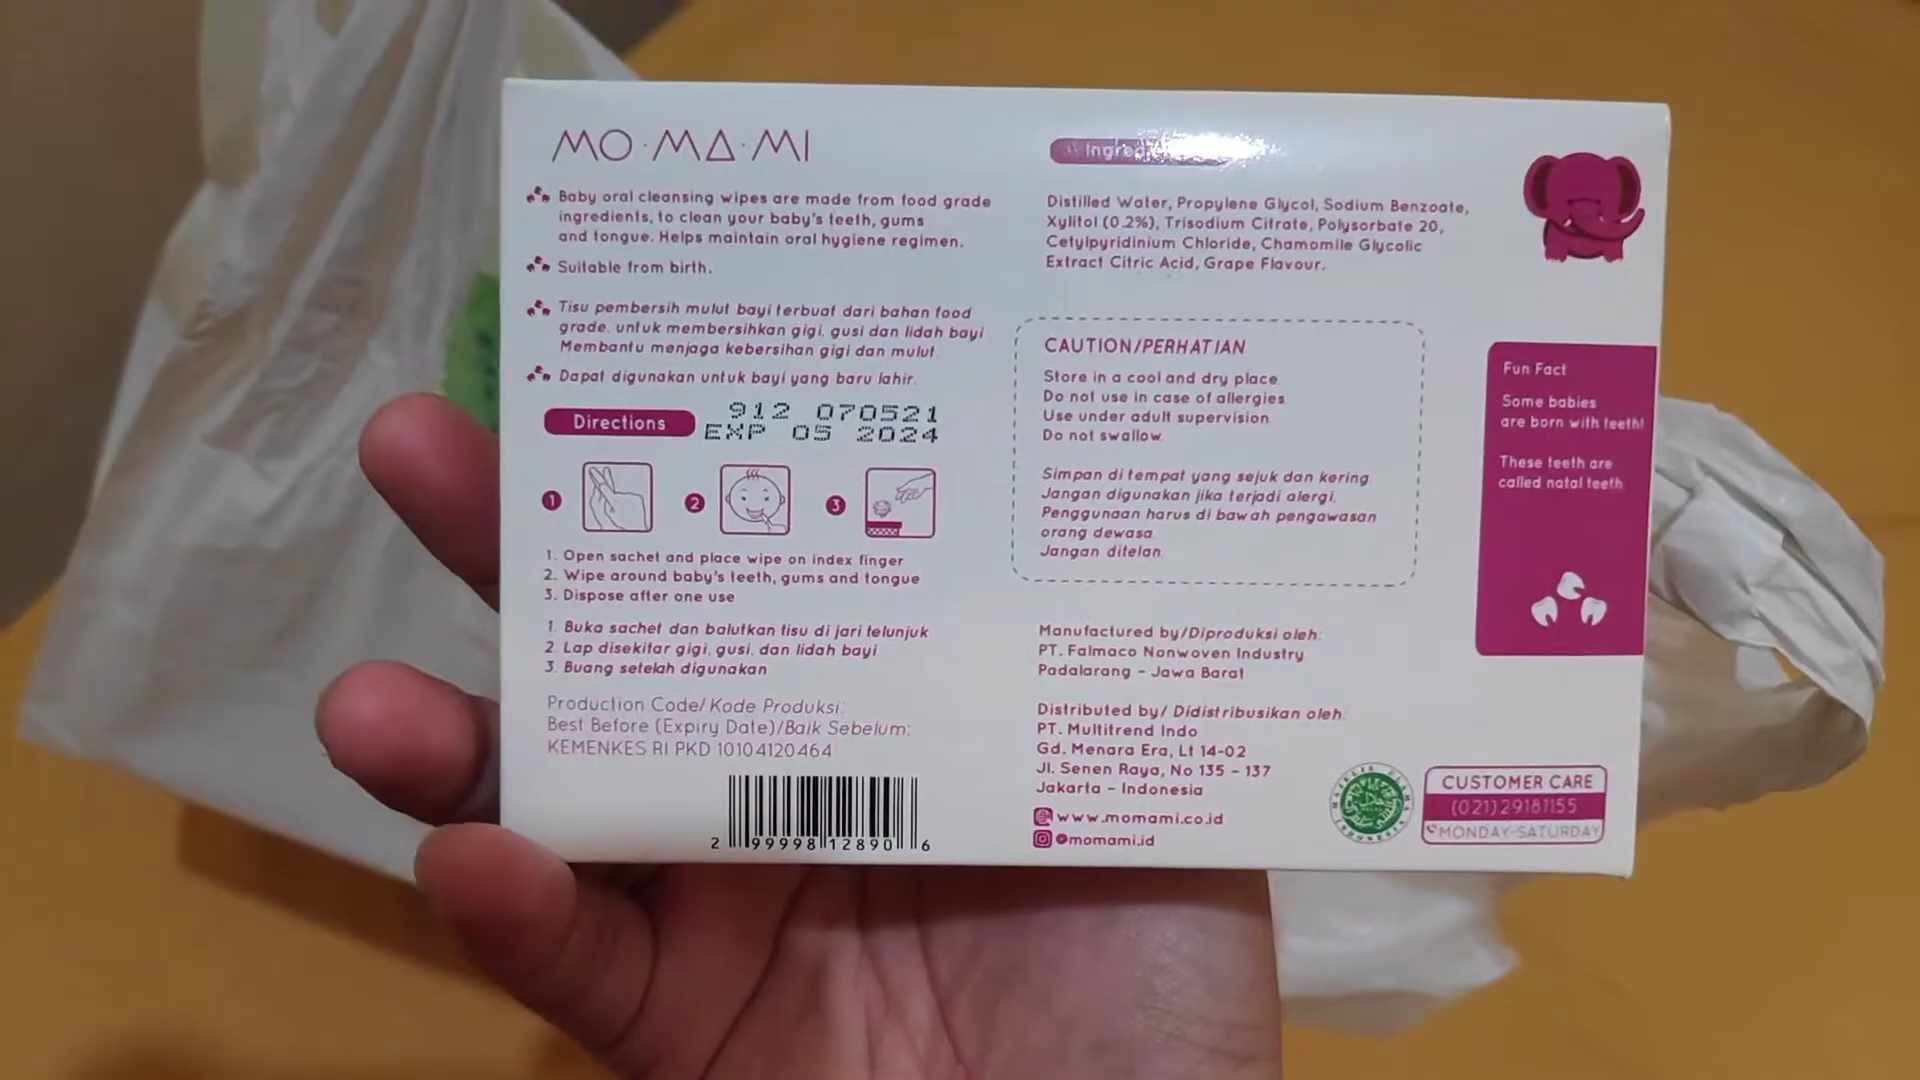 MO·MA·MI
Baby oral cleansing wipes are made from food grade
ingredients, to clean your baby's teeth, gums
and tongue. Helps maintain oral hygiene regimen.
Suitable from birth.
Tisu pembersih mulut bayi terbuat dari bahan food
grade. untuk membersihkan gigi, gusi dan lidah bayi
Membantu menjaga kebersihan gigi dan mulut.
Dapat digunakan untuk bayi yang baru lahir.
Directions
912 070521
EXP 05 2024
1 2 3
1. Open sachet and place wipe on index finger
2. Wipe around baby's teeth, gums and tongue
3. Dispose after one use
1. Buka sachet dan balutkan tisu di jari telunjuk
2. Lap disekitar gigi, gusi, dan lidah bayi
3. Buang setelah digunakan
Production Code/ Kode Produksi:
Best Before (Expiry Date)/Baik Sebelum:
KEMENKES RI PKD 10104120464
2 99998 12890 6
Distilled Water, Propylene Glycol, Sodium Benzoate,
Xylitol (0.2%), Trisodium Citrate, Polysorbate 20,
Cetylpyridinium Chloride, Chamomile Glycolic
Extract Citric Acid, Grape Flavour.
CAUTION/PERHATIAN
Store in a cool and dry place.
Do not use in case of allergies
Use under adult supervision.
Do not swallow.
Simpan di tempat yang sejuk dan kering.
Jangan digunakan jika terjadi alergi.
Penggunaan harus di bawah pengawasan
orang dewasa.
Jangan ditelan.
Manufactured by/Diproduksi oleh:
PT. Falmaco Nonwoven Industry
Padalarang – Jawa Barat
Distributed by/ Didistribusikan oleh:
PT. Multitrend Indo
Gd. Menara Era, Lt 14-02
Jl. Senen Raya, No 135 – 137
Jakarta – Indonesia
www.momami.co.id
@momami.id
Fun Fact
Some babies
are born with teeth!
These teeth are
called natal teeth
MAJELIS ULAMA INDONESIA
CUSTOMER CARE
(021)29181155
MONDAY-SATURDAY